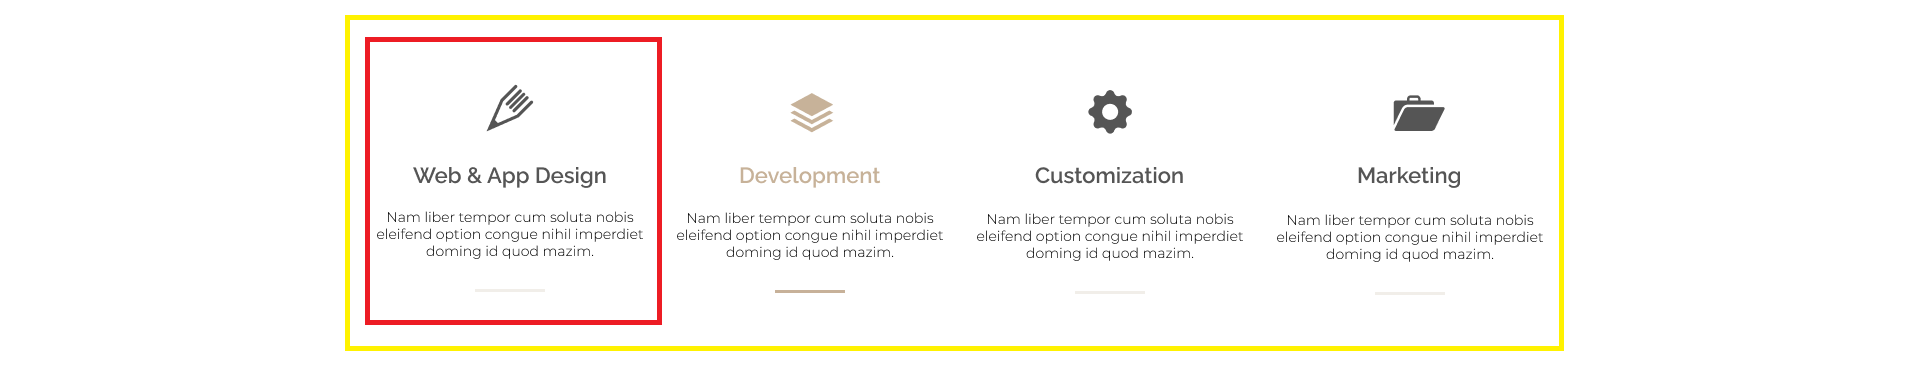 Web & App Design
Nam liber tempor cum soluta nobis
eleifend option congue nihil imperdiet
doming id quod mazim.
Development
Nam liber tempor cum soluta nobis
eleifend option congue nihil imperdiet
doming id quod mazim.
Customization
Nam liber tempor cum soluta nobis
eleifend option congue nihil imperdiet
doming id quod mazim.
Marketing
Nam liber tempor cum soluta nobis
eleifend option congue nihil imperdiet
doming id quod mazim.